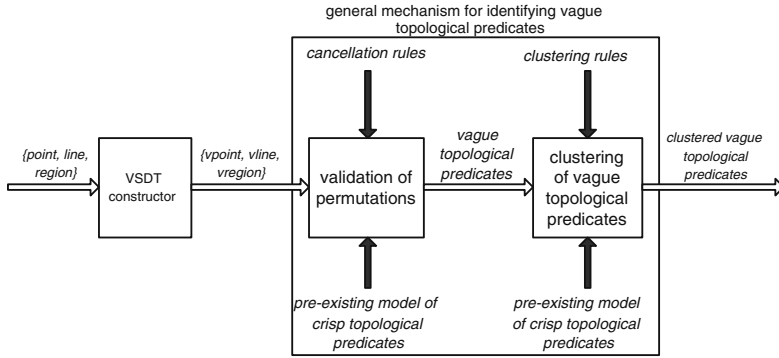 general mechanism for identifying vague
topological predicates
cancellation rules
clustering rules
{point, line,
region}
VSDT
constructor
{vpoint, vline,
vregion}
validation of
permutations
vague
topological
predicates
clustering
of vague
topological
predicates
clustered vague
topological
predicates
pre-existing model of
crisp topological
predicates
pre-existing model
of crisp topological
predicates